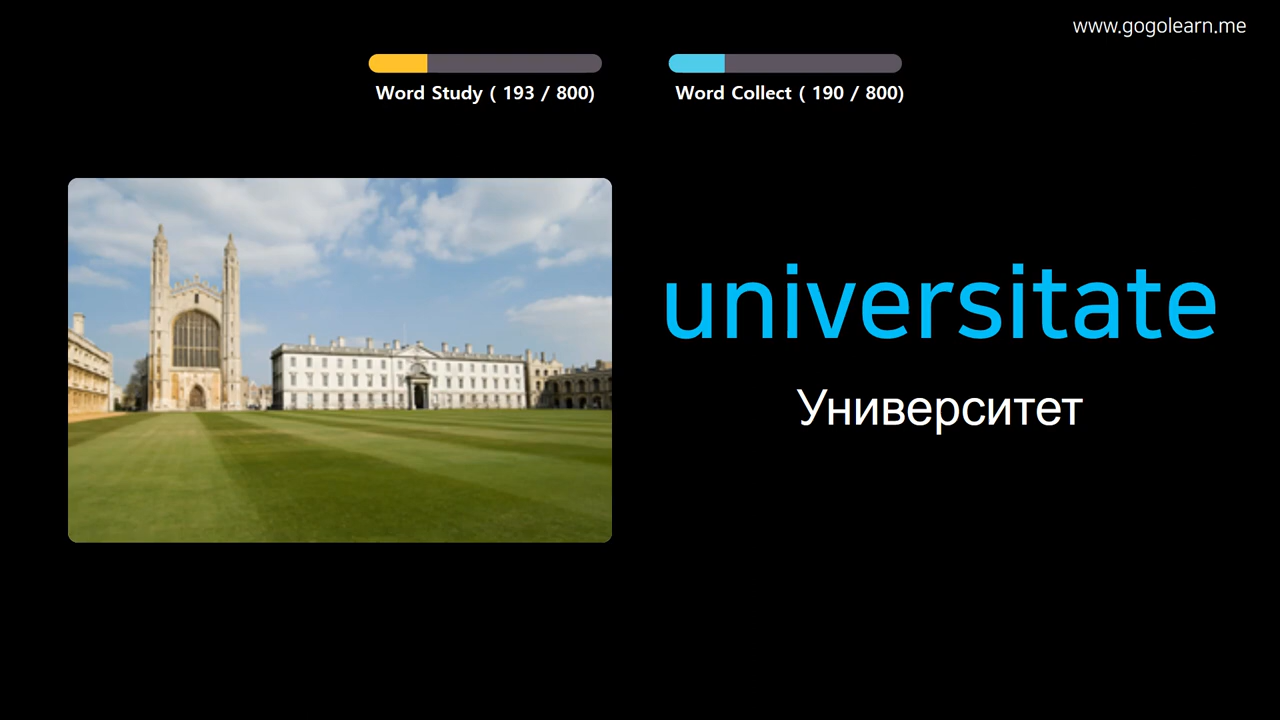 www.gogolearn.me
Word Study ( 193 / 800)
Word Collect ( 190 / 800)
universitate
Университет